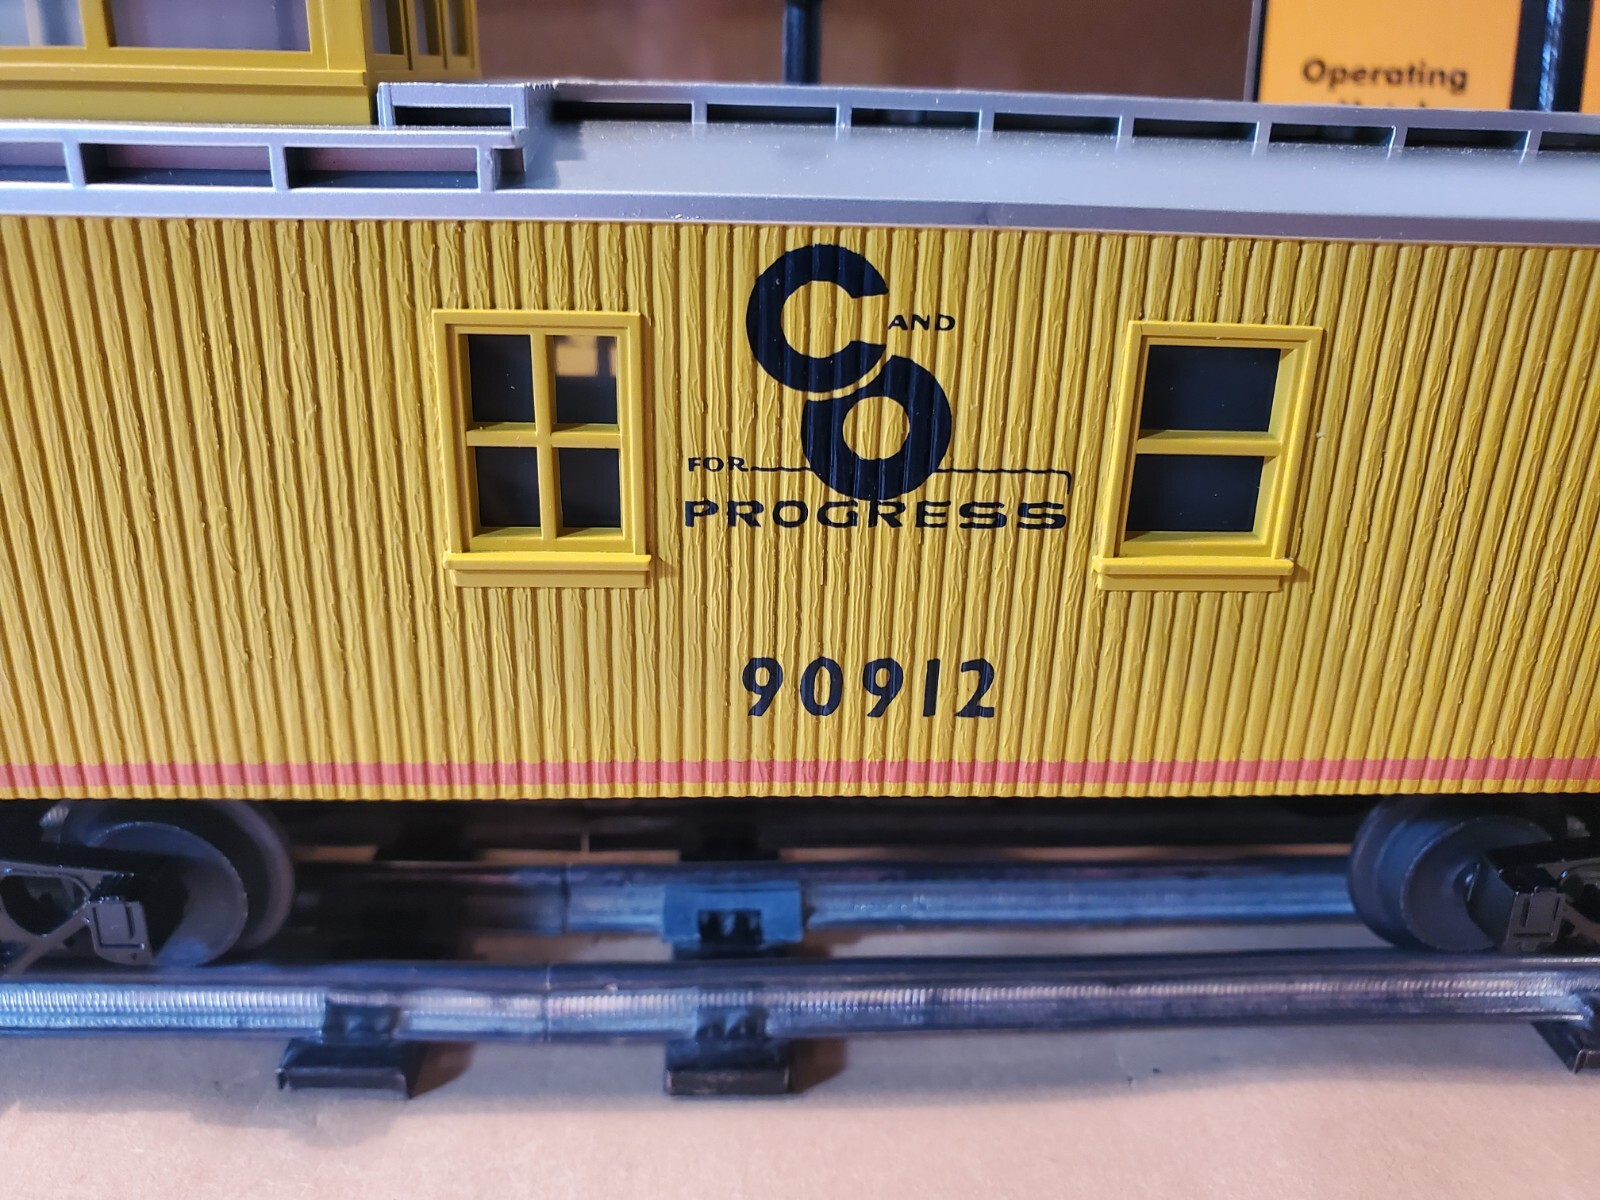 Operating
C AND
O
FOR
PROGRESS
90912